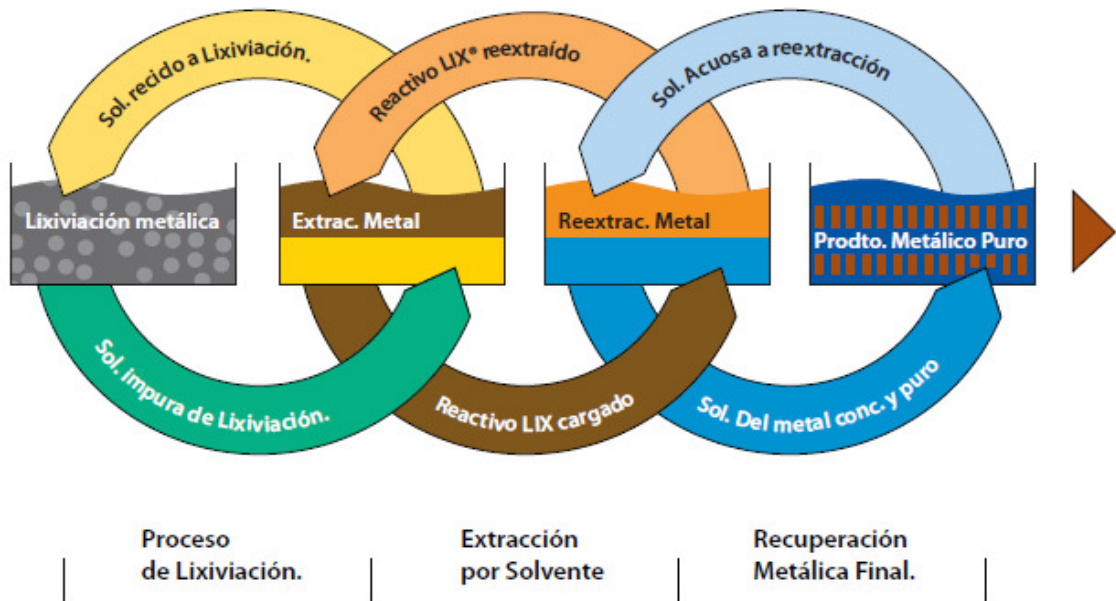 Sol. recido a Lixiviación.
Reactivo LIX® reextraído
Sol. Acuosa a reextracción
Lixiviación metálica
Extrac. Metal
Reextrac. Metal
Prodto. Metálico Puro
Sol. impura de Lixiviación.
Reactivo LIX cargado
Sol. Del metal conc. y puro
Proceso
de Lixiviación.
Extracción
por Solvente
Recuperación
Metálica Final.